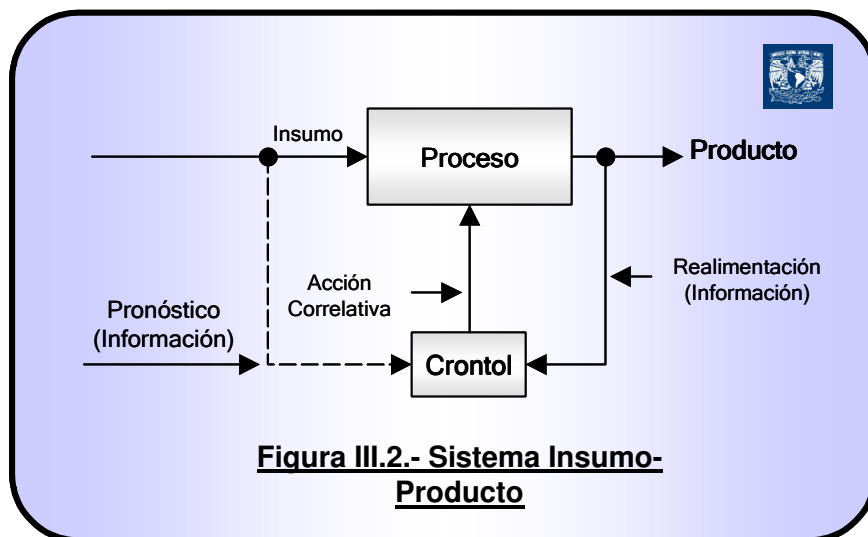 Insumo
Proceso
Producto
Acción
Correlativa
Realimentación
(Información)
Pronóstico
(Información)
Crontol
Figura III.2.- Sistema Insumo-
Producto